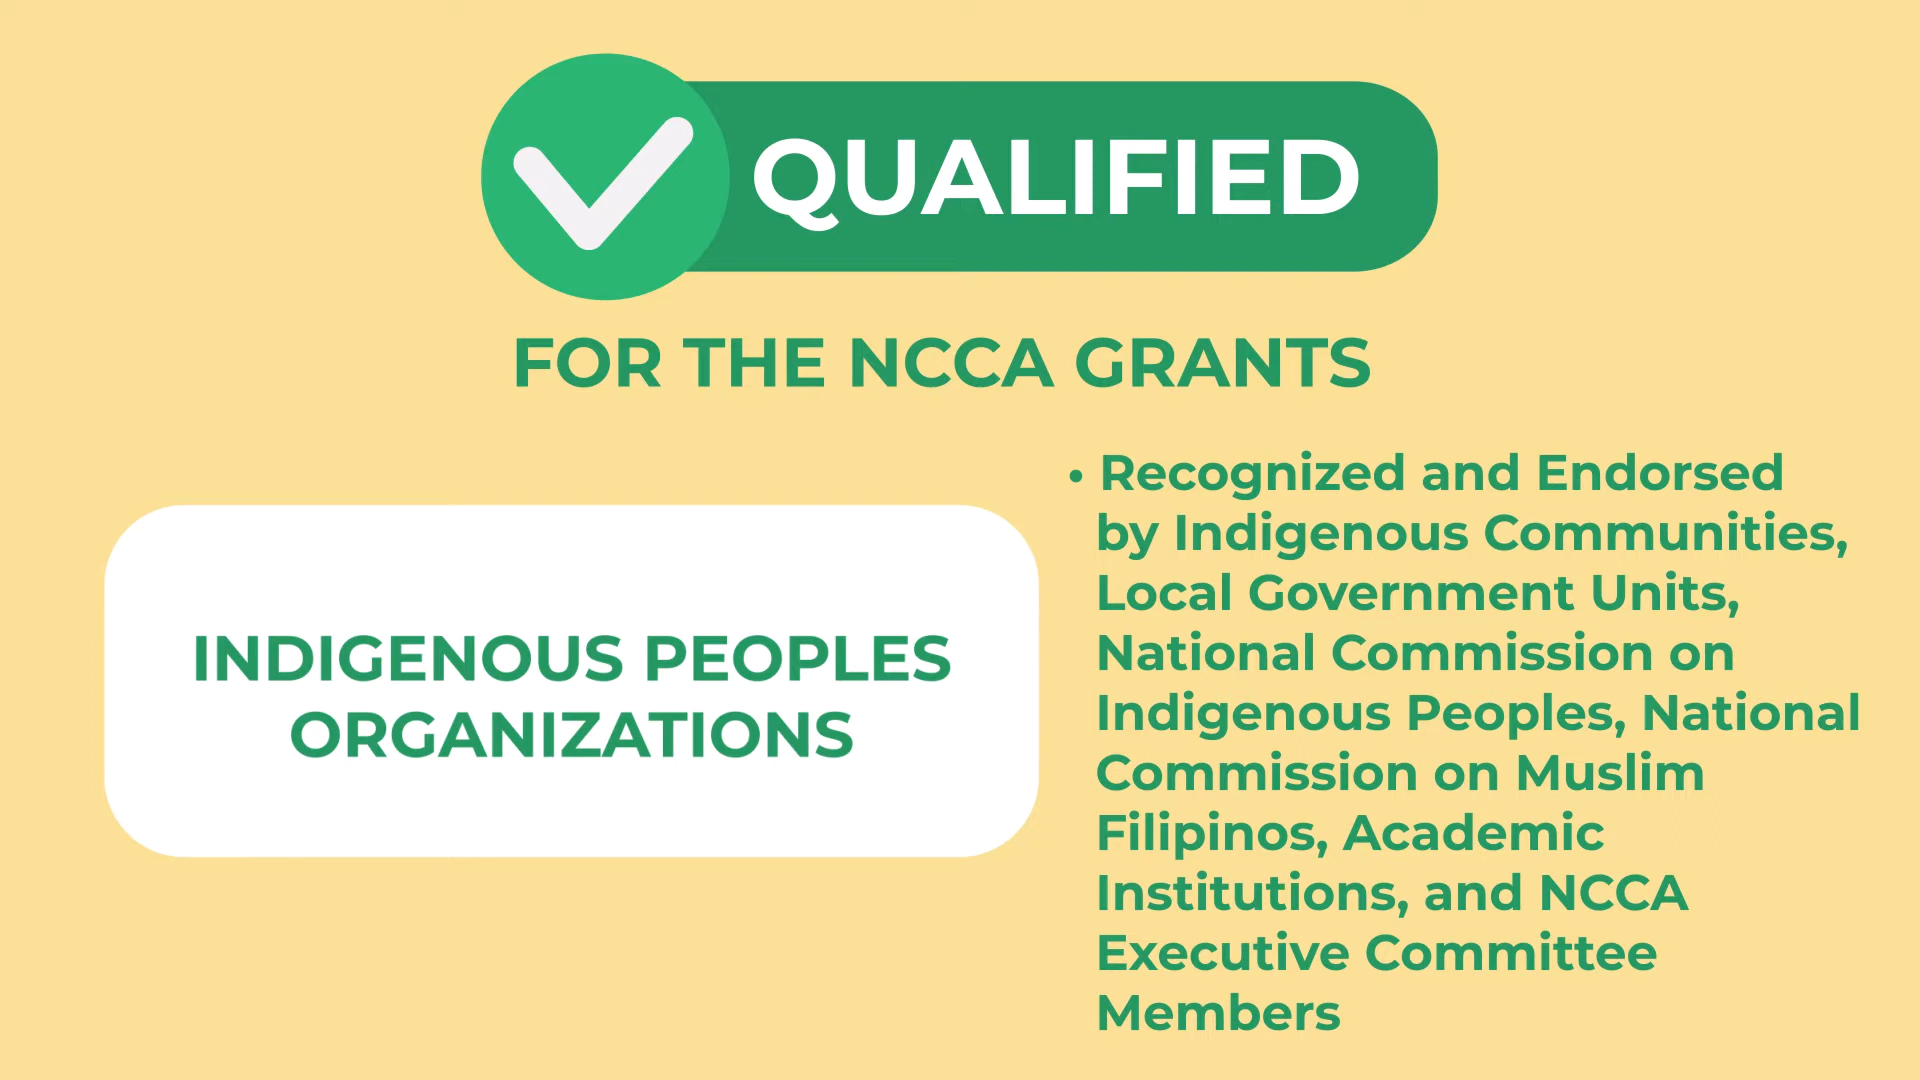 QUALIFIED
FOR THE NCCA GRANTS
INDIGENOUS PEOPLES
ORGANIZATIONS
• Recognized and Endorsed
by Indigenous Communities,
Local Government Units,
National Commission on
Indigenous Peoples, National
Commission on Muslim
Filipinos, Academic
Institutions, and NCCA
Executive Committee
Members